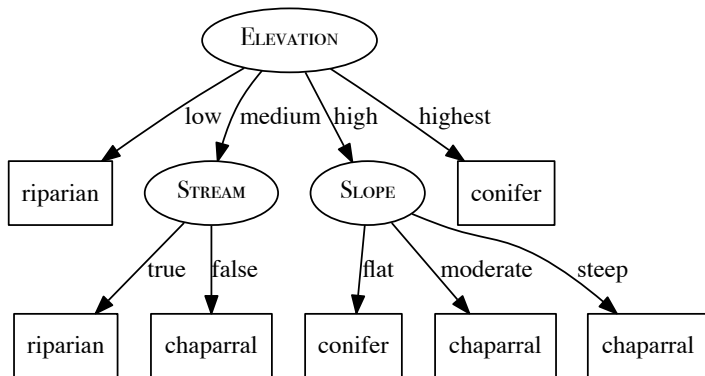 ELEVATION
low medium high highest
riparian STREAM SLOPE conifer
true false flat moderate steep
riparian chaparral conifer chaparral chaparral